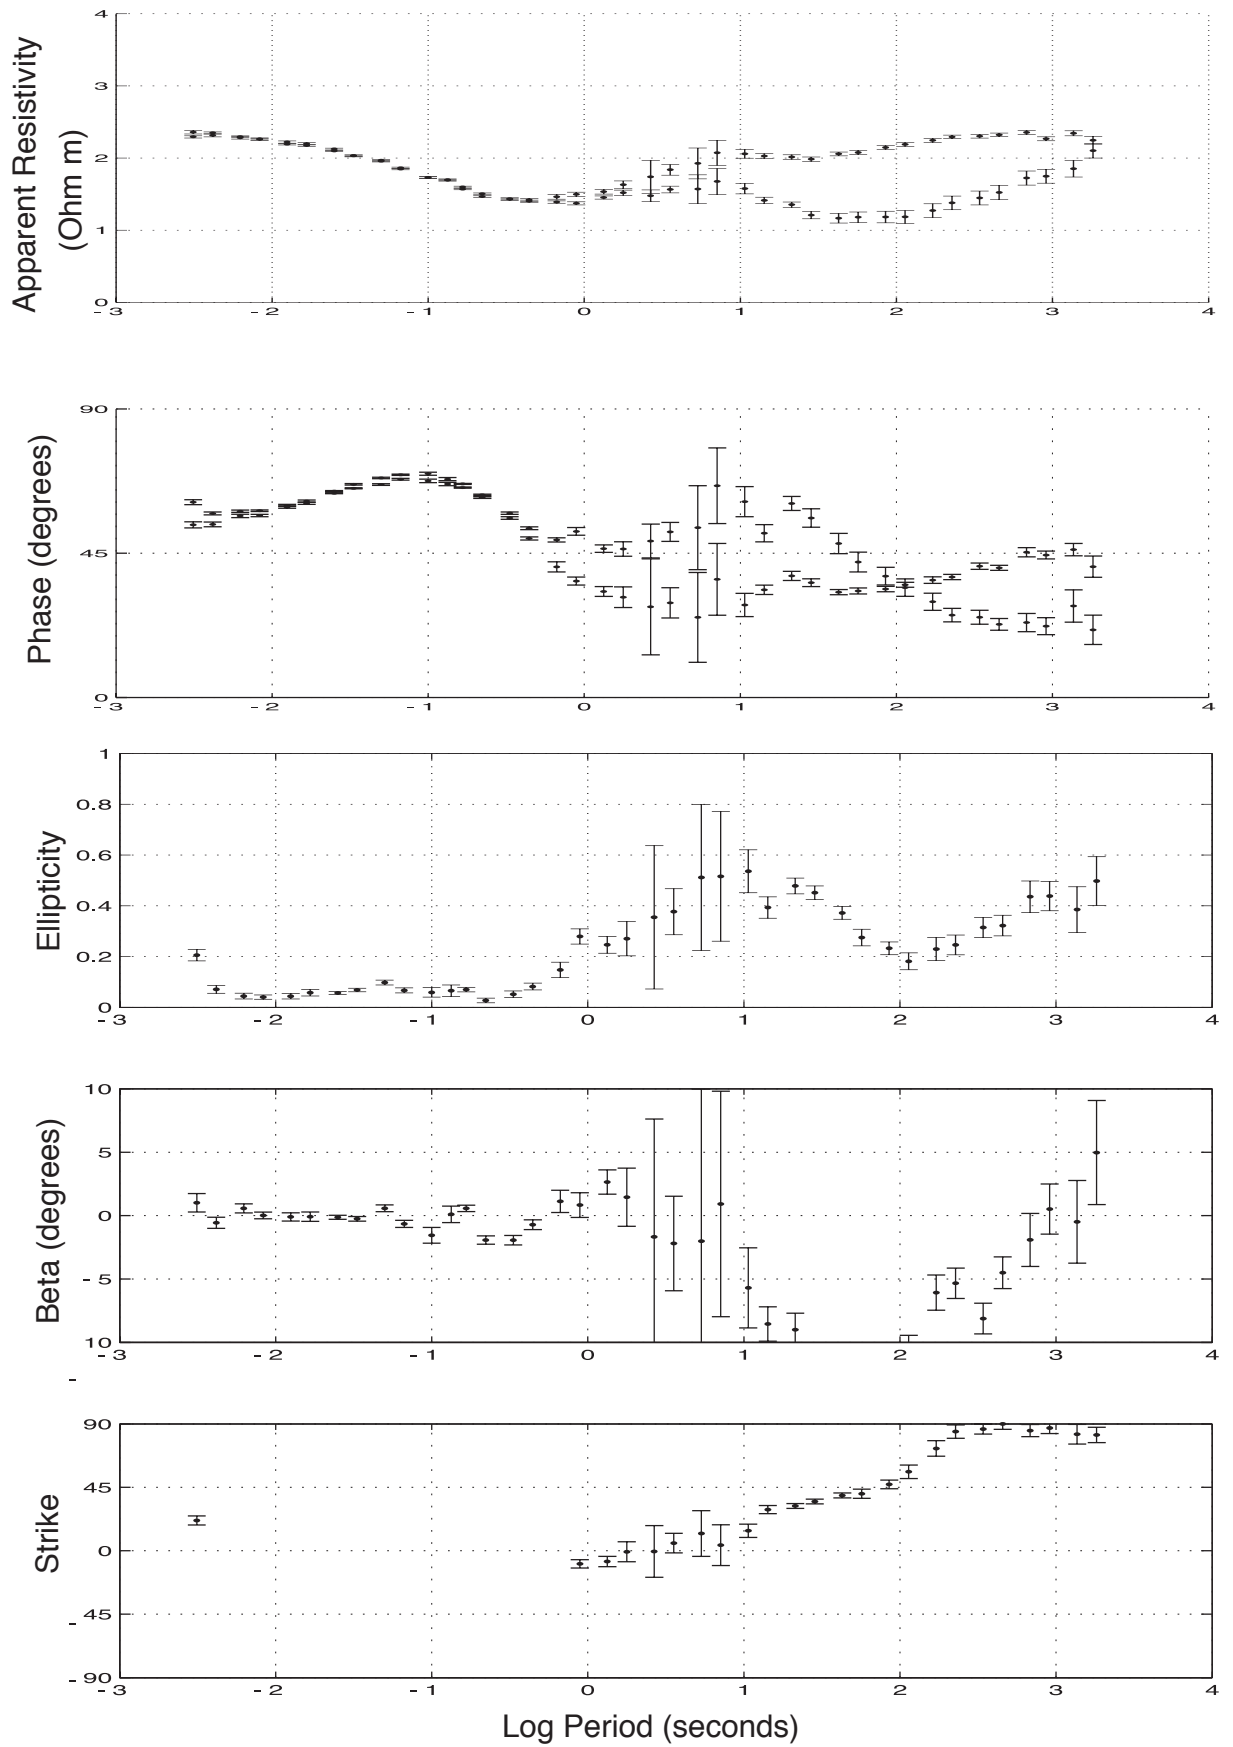 Apparent Resistivity
(Ohm m)
4
3
2
1
0
-3 -2 -1 0 1 2 3 4
Phase (degrees)
90
45
0
-3 -2 -1 0 1 2 3 4
Ellipticity
1
0.8
0.6
0.4
0.2
0
-3 -2 -1 0 1 2 3 4
Beta (degrees)
10
5
0
-5
10
-3 -2 -1 0 1 2 3 4
-
Strike
90
45
0
-45
-90
-3 -2 -1 0 1 2 3 4
Log Period (seconds)